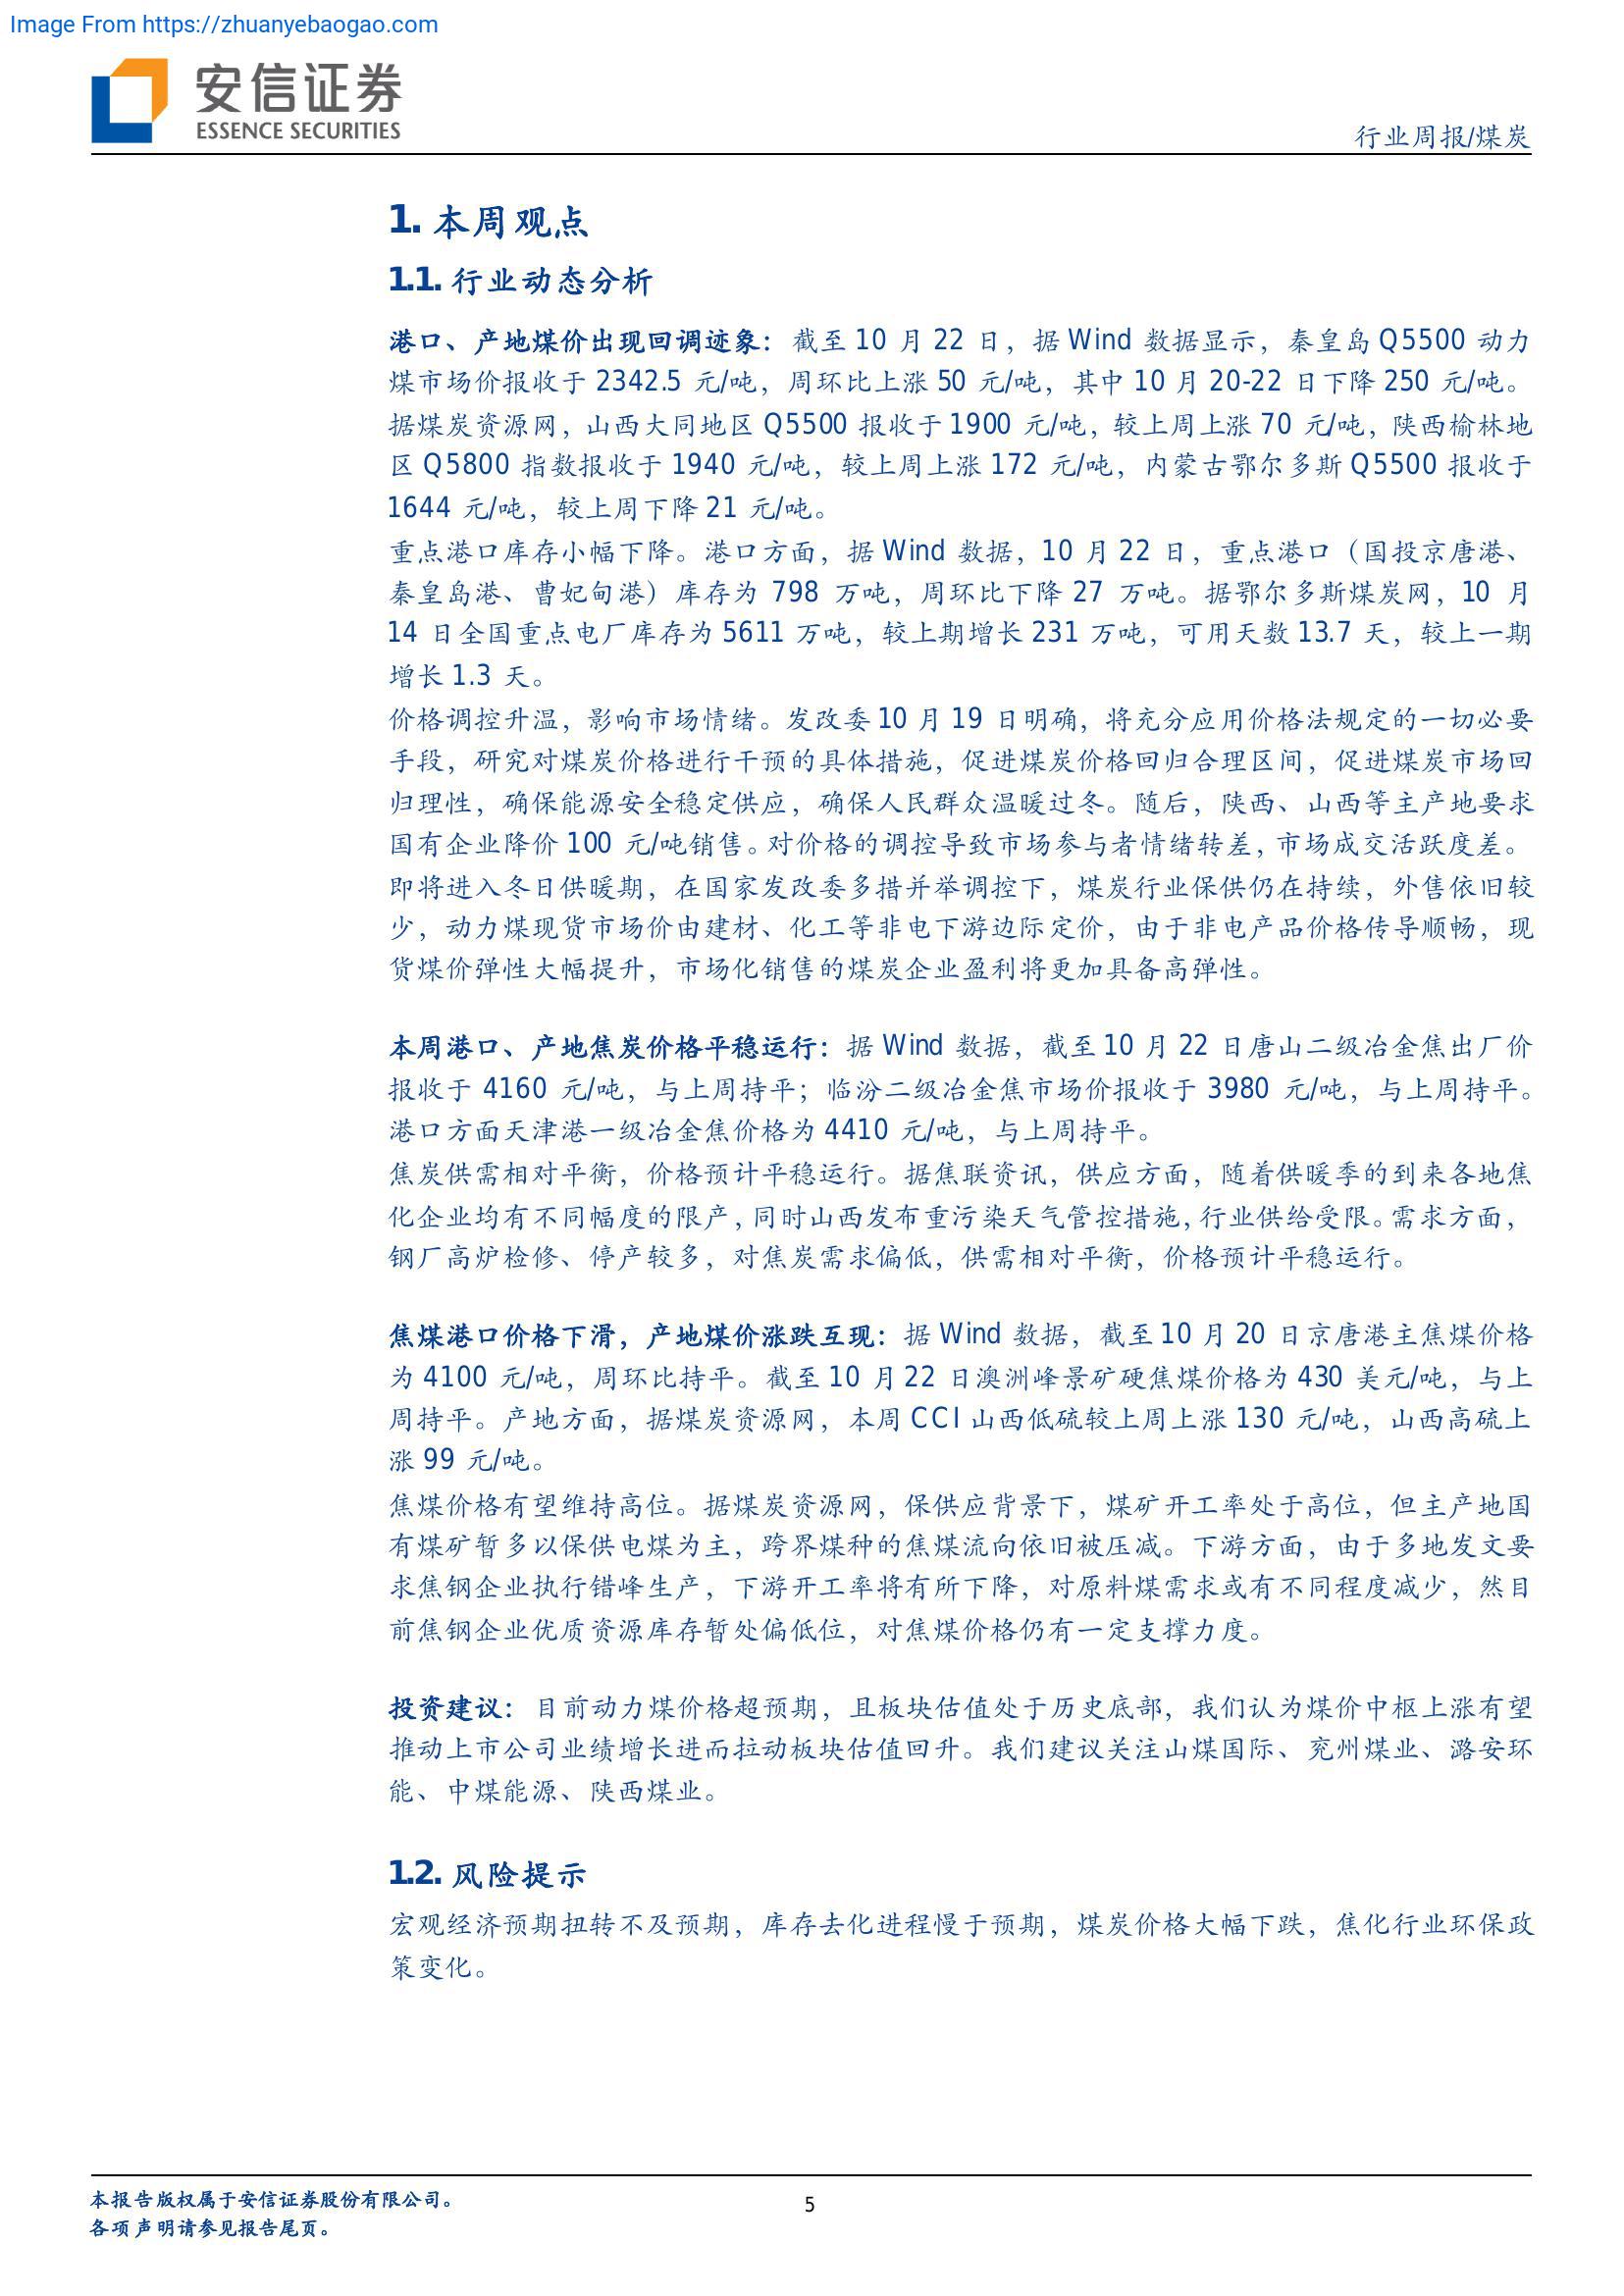 Image From https://zhuanyebaogao.com
安信证券
ESSENCE SECURITIES
行业周报/煤炭
1. 本周观点
1.1. 行业动态分析
港口、产地煤价出现回调迹象：截至 10 月 22 日，据 Wind 数据显示，秦皇岛 Q5500 动力
煤市场价报收于 2342.5 元/吨，周环比上涨 50 元/吨，其中 10 月 20-22 日下降 250 元/吨。
据煤炭资源网，山西大同地区 Q5500 报收于 1900 元/吨，较上周上涨 70 元/吨，陕西榆林地
区 Q5800 指数报收于 1940 元/吨，较上周上涨 172 元/吨，内蒙古鄂尔多斯 Q5500 报收于
1644 元/吨，较上周下降 21 元/吨。
重点港口库存小幅下降。港口方面，据 Wind 数据，10 月 22 日，重点港口（国投京唐港、
秦皇岛港、曹妃甸港）库存为 798 万吨，周环比下降 27 万吨。据鄂尔多斯煤炭网，10 月
14 日全国重点电厂库存为 5611 万吨，较上期增长 231 万吨，可用天数 13.7 天，较上一期
增长 1.3 天。
价格调控升温，影响市场情绪。发改委 10 月 19 日明确，将充分应用价格法规定的一切必要
手段，研究对煤炭价格进行干预的具体措施，促进煤炭价格回归合理区间，促进煤炭市场回
归理性，确保能源安全稳定供应，确保人民群众温暖过冬。随后，陕西、山西等主产地要求
国有企业降价 100 元/吨销售。对价格的调控导致市场参与者情绪转差，市场成交活跃度差。
即将进入冬日供暖期，在国家发改委多措并举调控下，煤炭行业保供仍在持续，外售依旧较
少，动力煤现货市场价由建材、化工等非电下游边际定价，由于非电产品价格传导顺畅，现
货煤价弹性大幅提升，市场化销售的煤炭企业盈利将更加具备高弹性。
本周港口、产地焦炭价格平稳运行：据 Wind 数据，截至 10 月 22 日唐山二级冶金焦出厂价
报收于 4160 元/吨，与上周持平；临汾二级冶金焦市场价报收于 3980 元/吨，与上周持平。
港口方面天津港一级冶金焦价格为 4410 元/吨，与上周持平。
焦炭供需相对平衡，价格预计平稳运行。据焦联资讯，供应方面，随着供暖季的到来各地焦
化企业均有不同幅度的限产，同时山西发布重污染天气管控措施，行业供给受限。需求方面，
钢厂高炉检修、停产较多，对焦炭需求偏低，供需相对平衡，价格预计平稳运行。
焦煤港口价格下滑，产地煤价涨跌互现：据 Wind 数据，截至 10 月 20 日京唐港主焦煤价格
为 4100 元/吨，周环比持平。截至 10 月 22 日澳洲峰景矿硬焦煤价格为 430 美元/吨，与上
周持平。产地方面，据煤炭资源网，本周 CCI 山西低硫较上周上涨 130 元/吨，山西高硫上
涨 99 元/吨。
焦煤价格有望维持高位。据煤炭资源网，保供应背景下，煤矿开工率处于高位，但主产地国
有煤矿暂多以保供电煤为主，跨界煤种的焦煤流向依旧被压减。下游方面，由于多地发文要
求焦钢企业执行错峰生产，下游开工率将有所下降，对原料煤需求或有不同程度减少，然目
前焦钢企业优质资源库存暂处偏低位，对焦煤价格仍有一定支撑力度。
投资建议：目前动力煤价格超预期，且板块估值处于历史底部，我们认为煤价中枢上涨有望
推动上市公司业绩增长进而拉动板块估值回升。我们建议关注山煤国际、兖州煤业、潞安环
能、中煤能源、陕西煤业。
1.2. 风险提示
宏观经济预期扭转不及预期，库存去化进程慢于预期，煤炭价格大幅下跌，焦化行业环保政
策变化。
本报告版权属于安信证券股份有限公司。
5
各项声明请参见报告尾页。